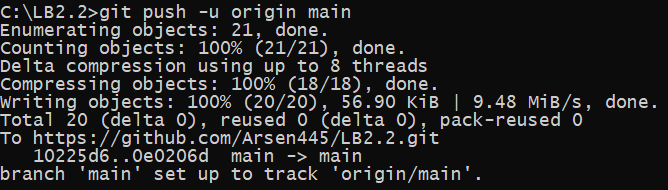 C:\LB2.2>git push -u origin main
Enumerating objects: 21, done.
Counting objects: 100% (21/21), done.
Delta compression using up to 8 threads
Compressing objects: 100% (18/18), done.
Writing objects: 100% (20/20), 56.90 KiB | 9.48 MiB/s, done.
Total 20 (delta 0), reused 0 (delta 0), pack-reused 0
To https://github.com/Arsen445/LB2.2.git
   10225d6..0e0206d  main -> main
branch 'main' set up to track 'origin/main'.